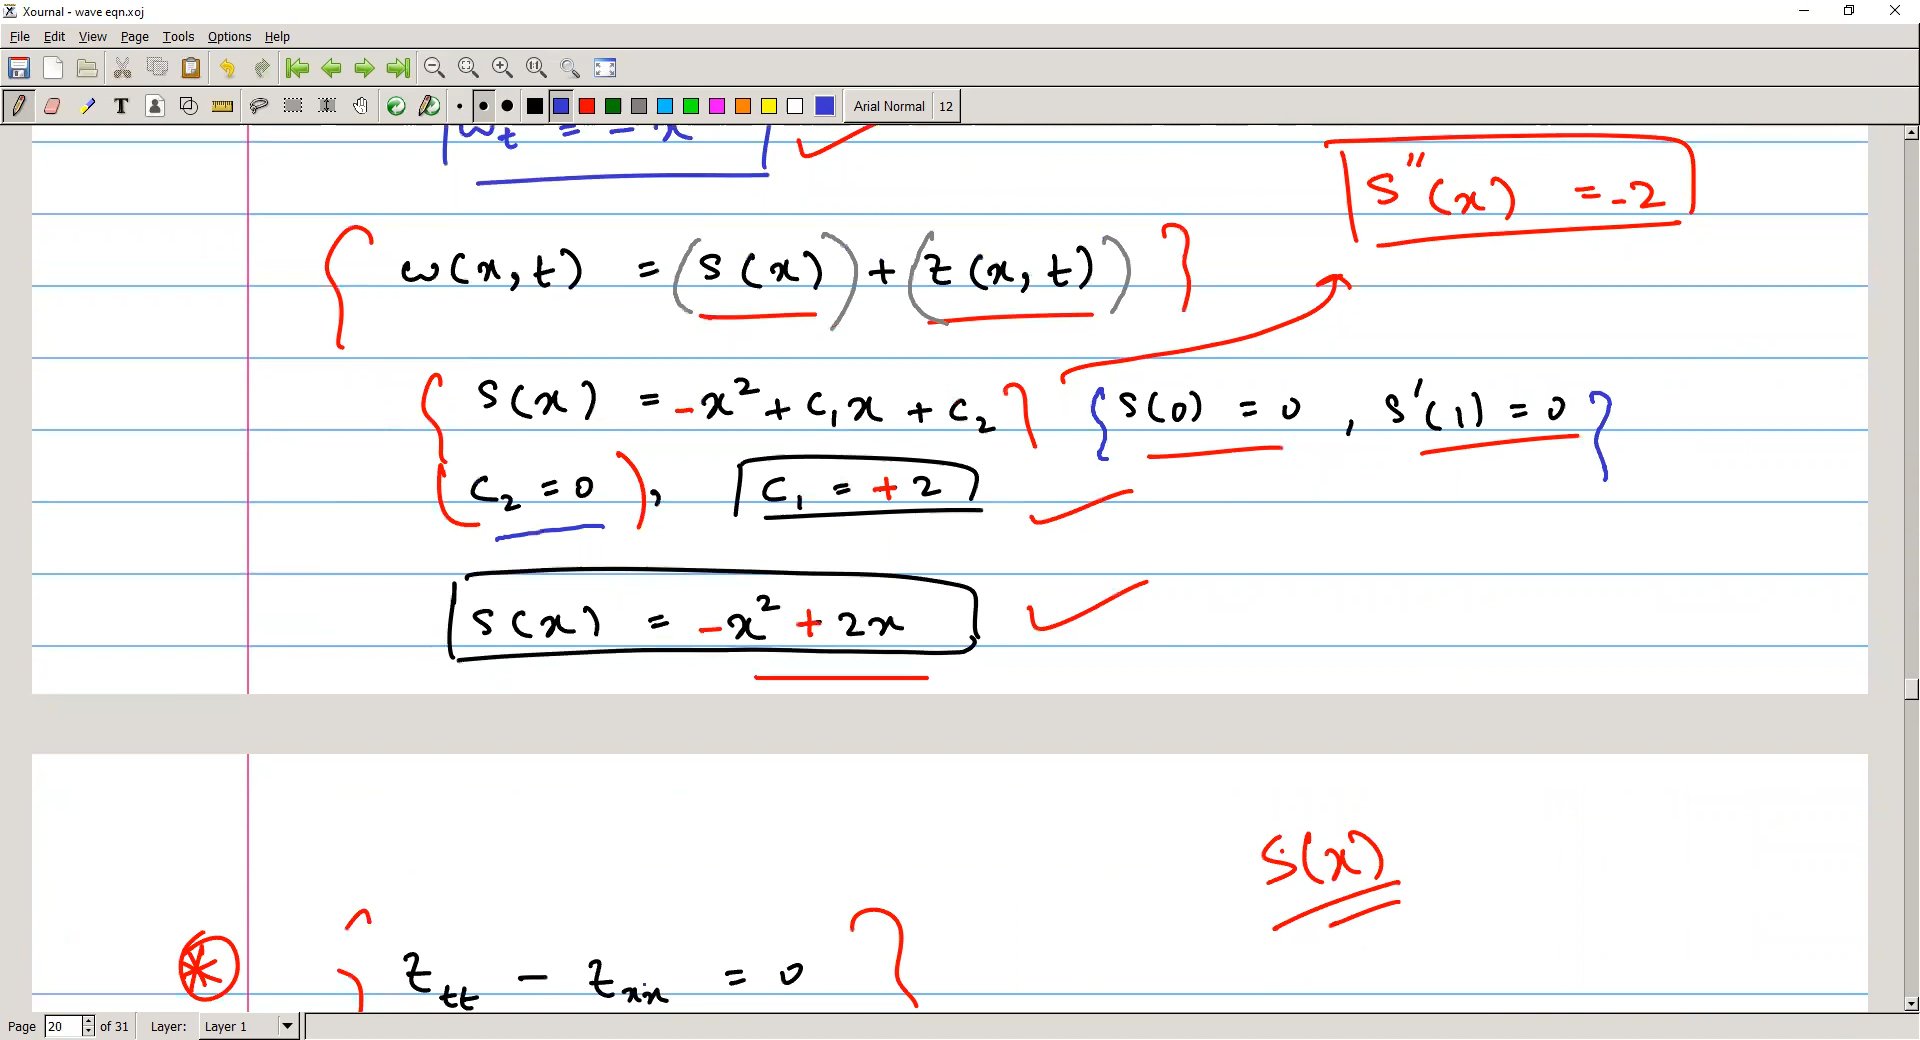 Xournal - wave eqn.xoj
File Edit View Page Tools Options Help
Arial Normal 12
w_t = - x
S''(x) = -2
w(x,t) = (S(x)) + (z(x,t))
S(x) = -x² + c₁x + c₂ S(0) = 0 , S'(1) = 0
(c₂ = 0), c₁ = +2
S(x) = -x² + 2x
S(x)
z_tt - z_xx = 0
Page 20 of 31 Layer: Layer 1